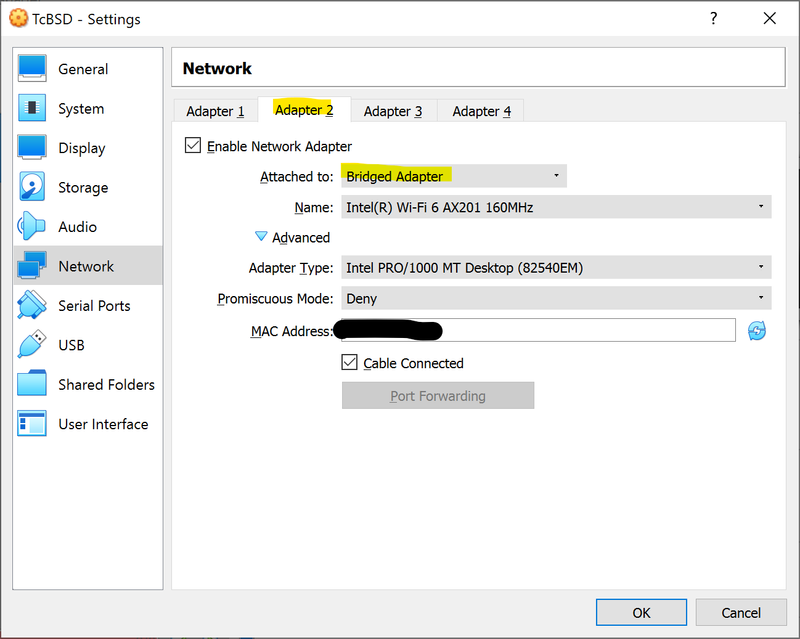 TcBSD - Settings ?
General
System
Display
Storage
Audio
Network
Serial Ports
USB
Shared Folders
User Interface
Network
Adapter 1 Adapter 2 Adapter 3 Adapter 4
Enable Network Adapter
Attached to: Bridged Adapter
Name: Intel(R) Wi-Fi 6 AX201 160MHz
Advanced
Adapter Type: Intel PRO/1000 MT Desktop (82540EM)
Promiscuous Mode: Deny
MAC Address:
Cable Connected
Port Forwarding
OK Cancel